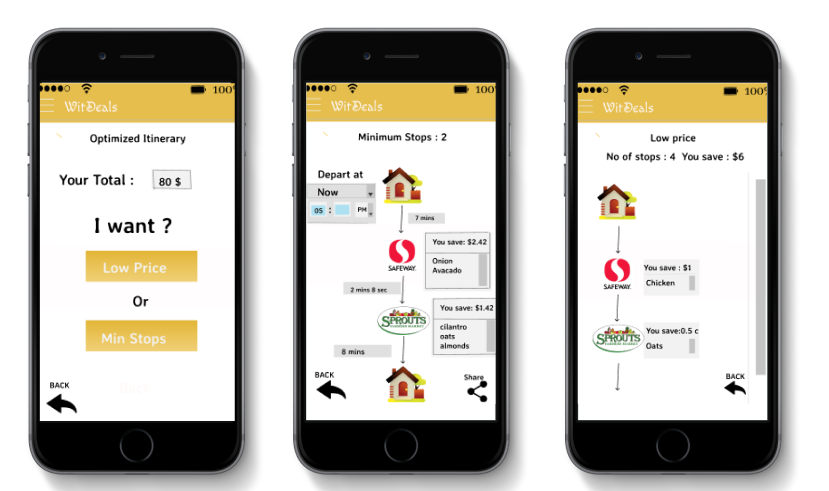 100%
WitDeals
Optimized Itinerary
Your Total : 80 $
I want ?
Low Price
Or
Min Stops
BACK
100
WitDeals
Minimum Stops : 2
Depart at
Now
05 : PM
7 mins
SAFEWAY
You save: $2.42
Onion
Avacado
2 mins 8 sec
SPROUTS
FARMERS MARKET
You save: $1.42
cilantro
oats
almonds
8 mins
BACK
Share
100%
WitDeals
Low price
No of stops : 4 You save : $6
SAFEWAY
You save : $1
Chicken
SPROUTS
FARMERS MARKET
You save:0.5 c
Oats
BACK